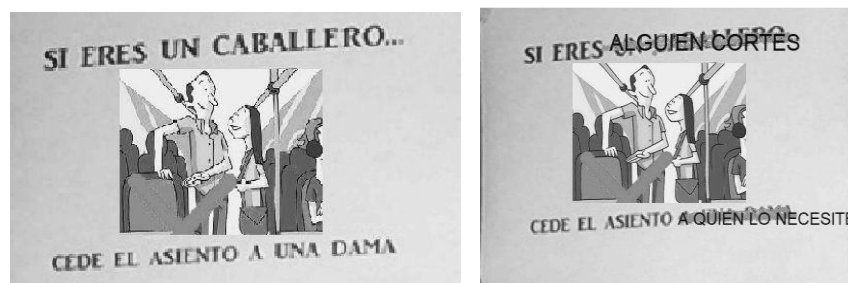 SI ERES UN CABALLERO...
CEDE EL ASIENTO A UNA DAMA
SI ERES ALGUIEN CORTES
CEDE EL ASIENTO A QUIEN LO NECESITE